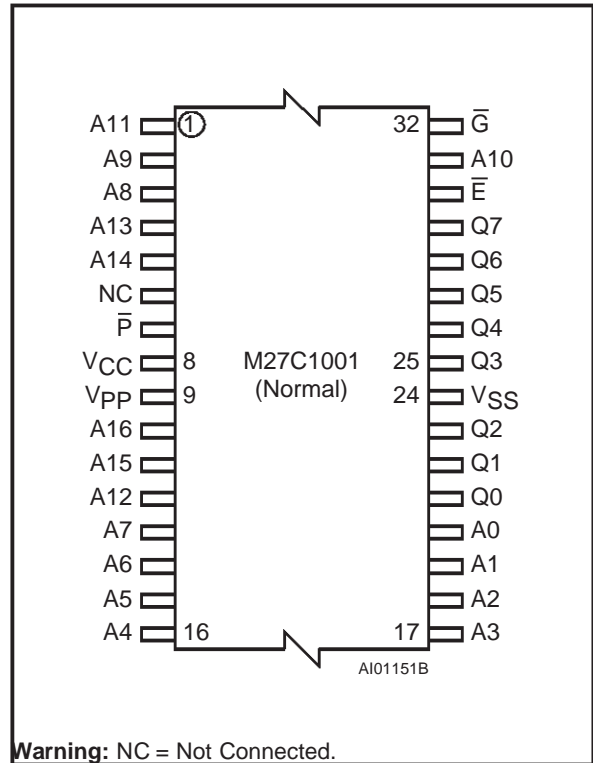 A11 1 32 G̅
A9 A10
A8 E̅
A13 Q7
A14 Q6
NC Q5
P̅ Q4
VCC 8 M27C1001 25 Q3
VPP 9 (Normal) 24 VSS
A16 Q2
A15 Q1
A12 Q0
A7 A0
A6 A1
A5 A2
A4 16 17 A3
AI01151B
Warning: NC = Not Connected.